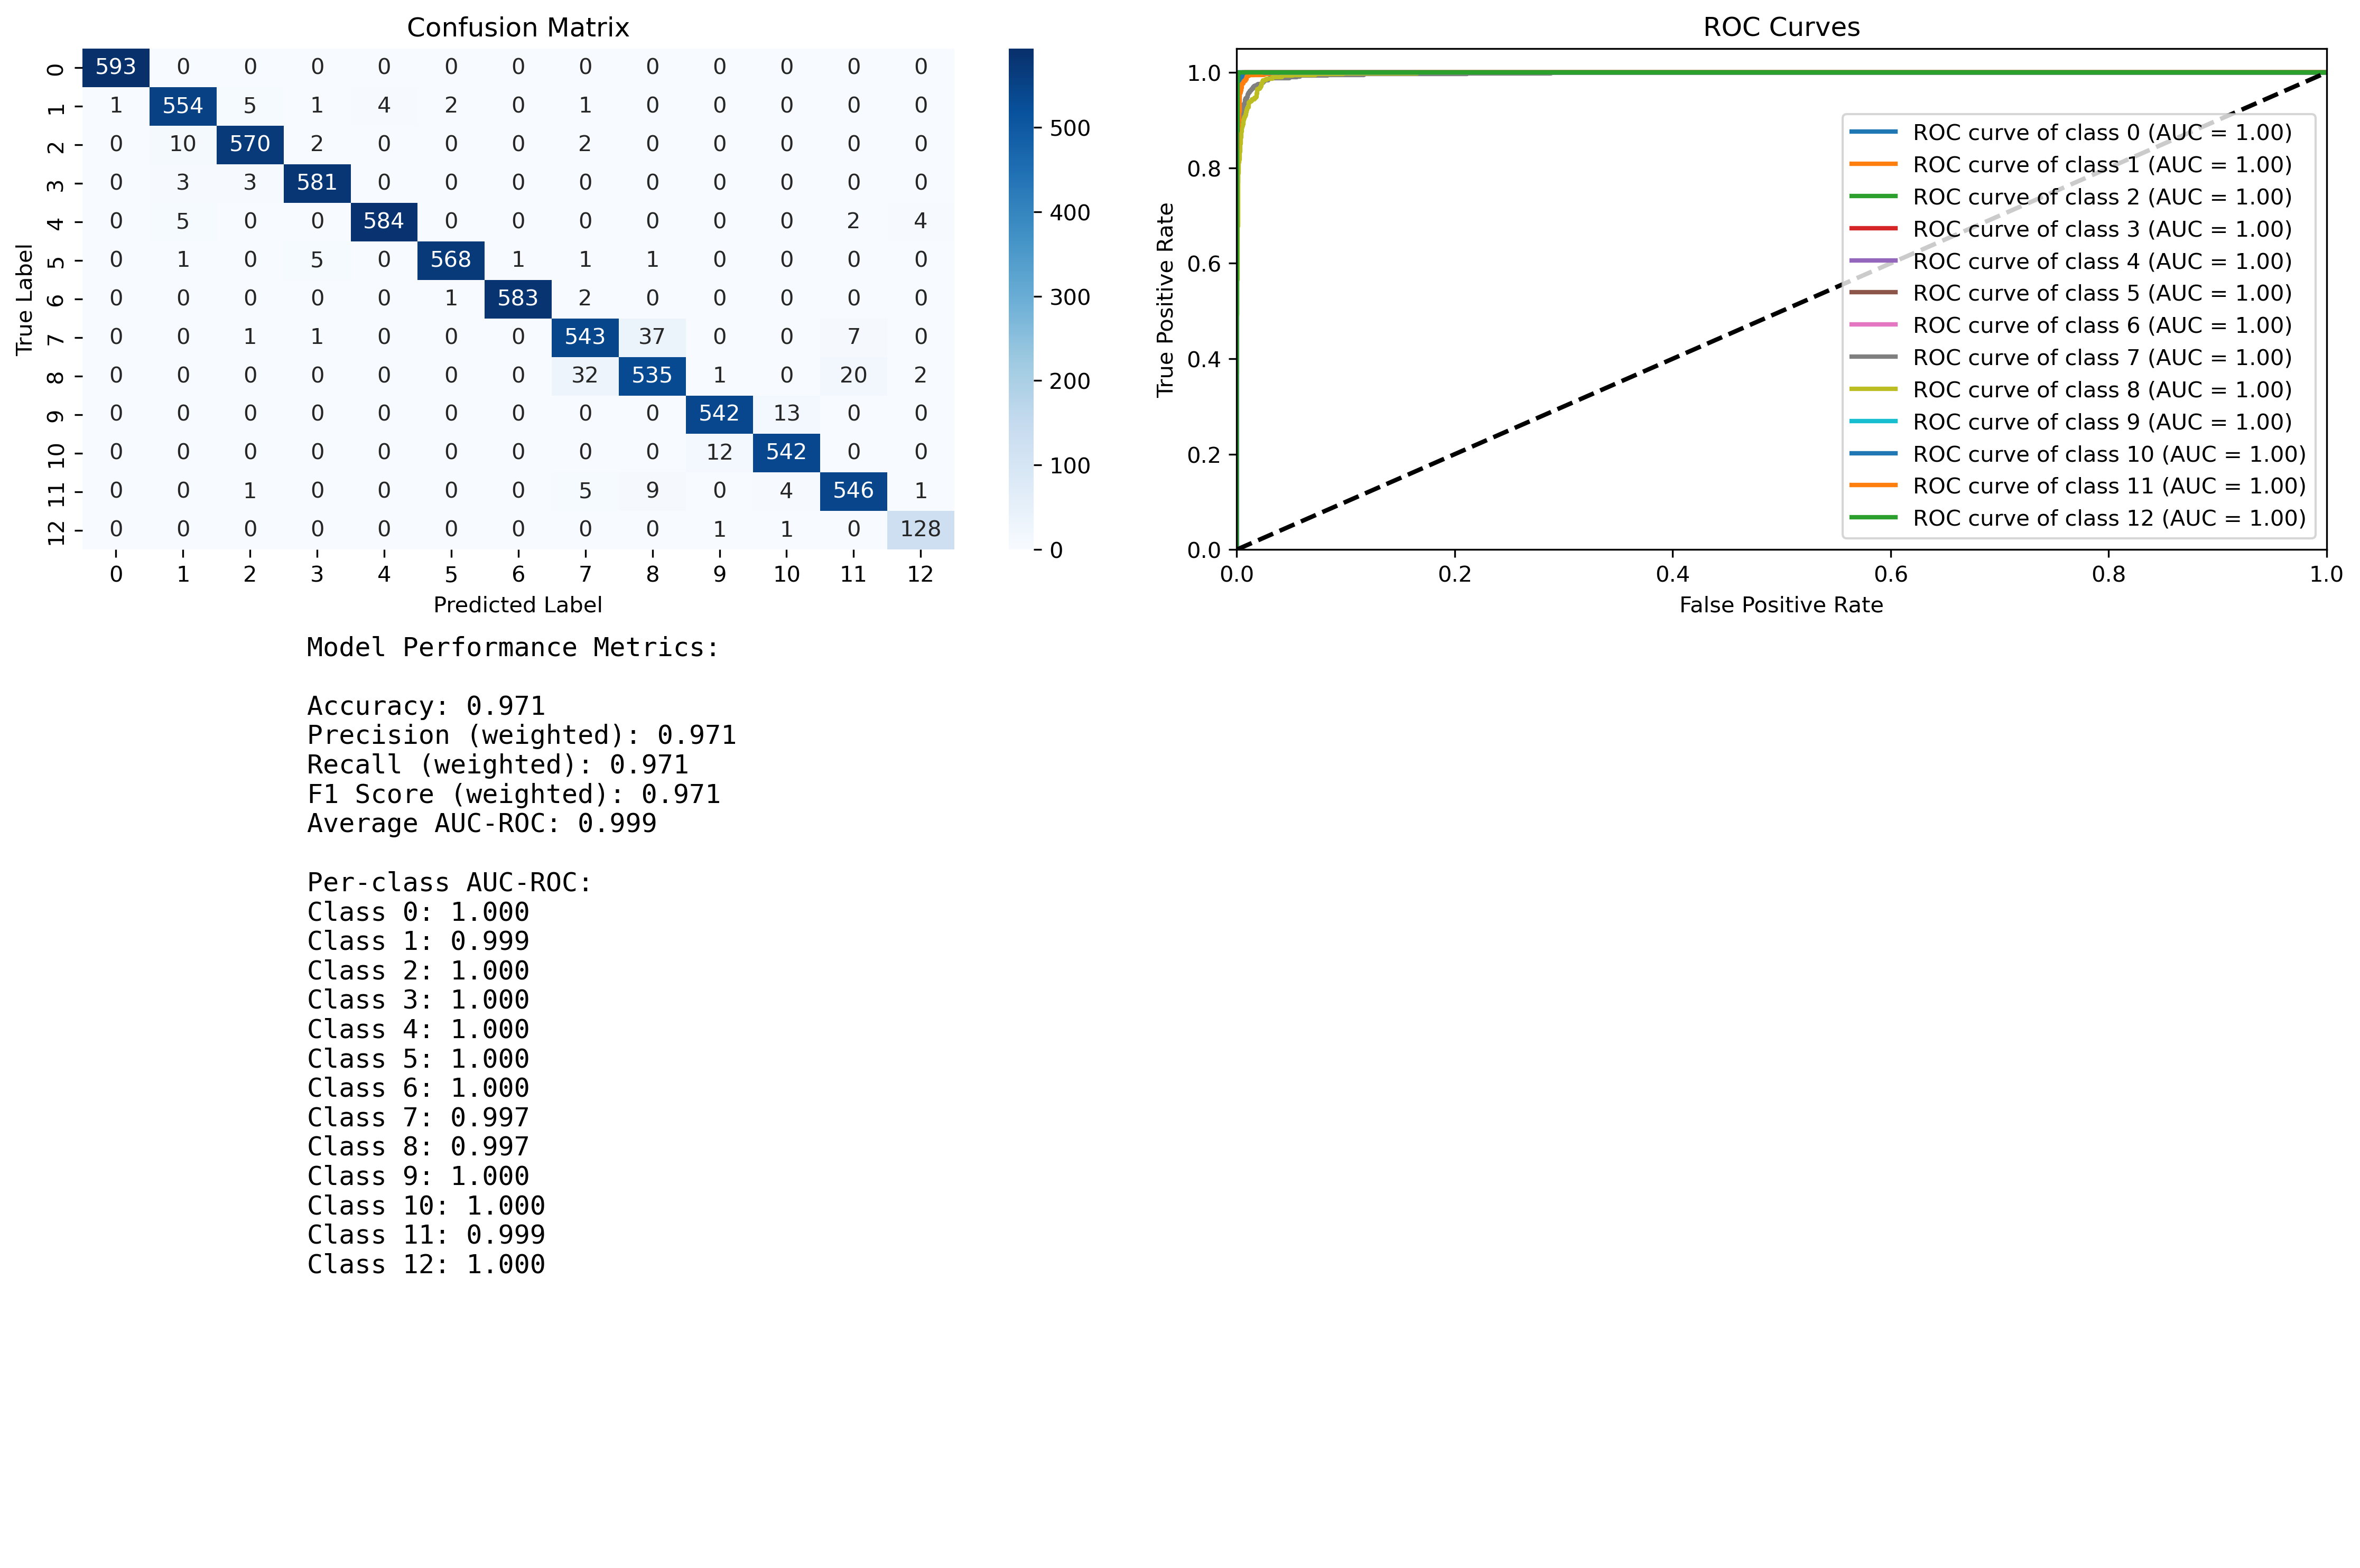 Confusion Matrix
0 593 0 0 0 0 0 0 0 0 0 0 0 0
1 1 554 5 1 4 2 0 1 0 0 0 0 0
2 0 10 570 2 0 0 0 2 0 0 0 0 0
3 0 3 3 581 0 0 0 0 0 0 0 0 0
4 0 5 0 0 584 0 0 0 0 0 0 2 4
5 0 1 0 5 0 568 1 1 1 0 0 0 0
6 0 0 0 0 0 1 583 2 0 0 0 0 0
7 0 0 1 1 0 0 0 543 37 0 0 7 0
8 0 0 0 0 0 0 0 32 535 1 0 20 2
9 0 0 0 0 0 0 0 0 0 542 13 0 0
10 0 0 0 0 0 0 0 0 0 12 542 0 0
11 0 0 1 0 0 0 0 5 9 0 4 546 1
12 0 0 0 0 0 0 0 0 0 1 1 0 128
0 1 2 3 4 5 6 7 8 9 10 11 12
True Label
Predicted Label
500
400
300
200
100
0
ROC Curves
1.0
0.8
0.6
0.4
0.2
0.0
True Positive Rate
ROC curve of class 0 (AUC = 1.00)
ROC curve of class 1 (AUC = 1.00)
ROC curve of class 2 (AUC = 1.00)
ROC curve of class 3 (AUC = 1.00)
ROC curve of class 4 (AUC = 1.00)
ROC curve of class 5 (AUC = 1.00)
ROC curve of class 6 (AUC = 1.00)
ROC curve of class 7 (AUC = 1.00)
ROC curve of class 8 (AUC = 1.00)
ROC curve of class 9 (AUC = 1.00)
ROC curve of class 10 (AUC = 1.00)
ROC curve of class 11 (AUC = 1.00)
ROC curve of class 12 (AUC = 1.00)
0.0 0.2 0.4 0.6 0.8 1.0
False Positive Rate
Model Performance Metrics:
Accuracy: 0.971
Precision (weighted): 0.971
Recall (weighted): 0.971
F1 Score (weighted): 0.971
Average AUC-ROC: 0.999
Per-class AUC-ROC:
Class 0: 1.000
Class 1: 0.999
Class 2: 1.000
Class 3: 1.000
Class 4: 1.000
Class 5: 1.000
Class 6: 1.000
Class 7: 0.997
Class 8: 0.997
Class 9: 1.000
Class 10: 1.000
Class 11: 0.999
Class 12: 1.000